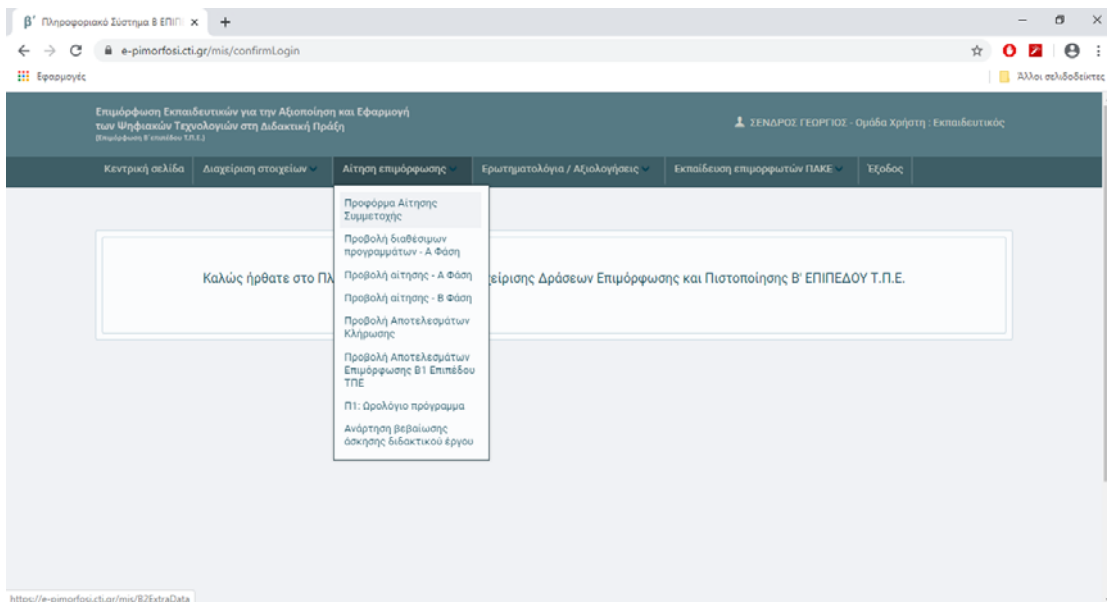 β΄ Πληροφοριακό Σύστημα Β ΕΠΙΠ
e-pimorfosi.cti.gr/mis/confirmLogin
Εφαρμογές
Άλλοι σελιδοδείκτες
Επιμόρφωση Εκπαιδευτικών για την Αξιοποίηση και Εφαρμογή
των Ψηφιακών Τεχνολογιών στη Διδακτική Πράξη
(Επιμόρφωση Β' επιπέδου Τ.Π.Ε.)
ΣΕΝΔΡΟΣ ΓΕΩΡΓΙΟΣ - Ομάδα Χρήστη : Εκπαιδευτικός
Κεντρική σελίδα Διαχείριση στοιχείων Αίτηση επιμόρφωσης Ερωτηματολόγια / Αξιολογήσεις Εκπαίδευση επιμορφωτών ΠΑΚΕ Έξοδος
Προφόρμα Αίτησης
Συμμετοχής
Προβολή διαθέσιμων
προγραμμάτων - Α Φάση
Προβολή αίτησης - Α Φάση
Προβολή αίτησης - Β Φάση
Προβολή Αποτελεσμάτων
Κλήρωσης
Προβολή Αποτελεσμάτων
Επιμόρφωσης Β1 Επιπέδου
ΤΠΕ
Π1: Ωρολόγιο πρόγραμμα
Ανάρτηση βεβαίωσης
άσκησης διδακτικού έργου
Καλώς ήρθατε στο Πλ είρισης Δράσεων Επιμόρφωσης και Πιστοποίησης Β' ΕΠΙΠΕΔΟΥ Τ.Π.Ε.
https://e-pimorfosi.cti.gr/mis/B2ExtraData